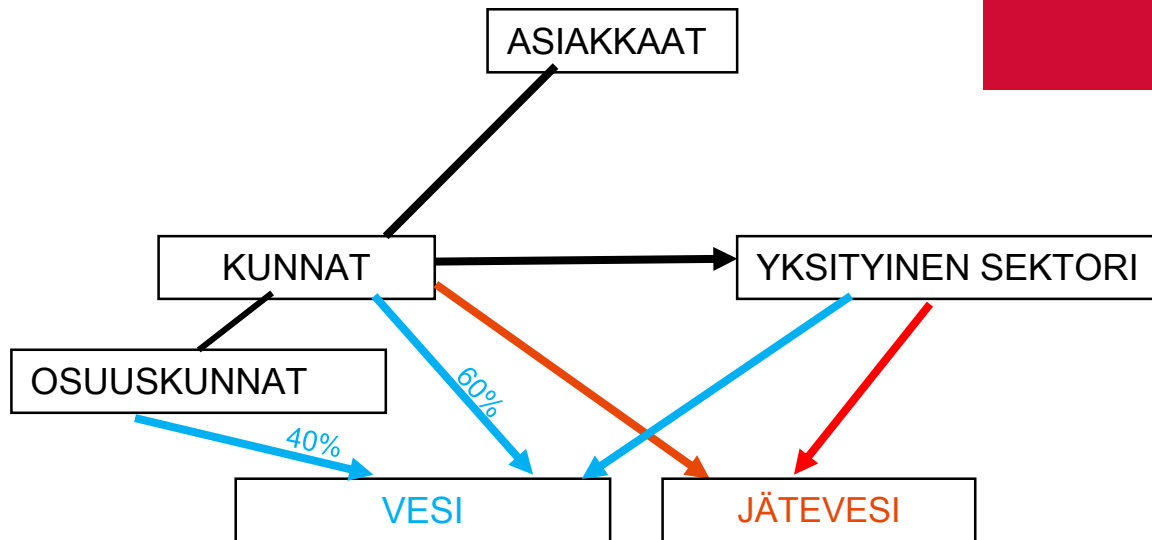 ASIAKKAAT
KUNNAT
YKSITYINEN SEKTORI
OSUUSKUNNAT
60%
40%
VESI
JÄTEVESI